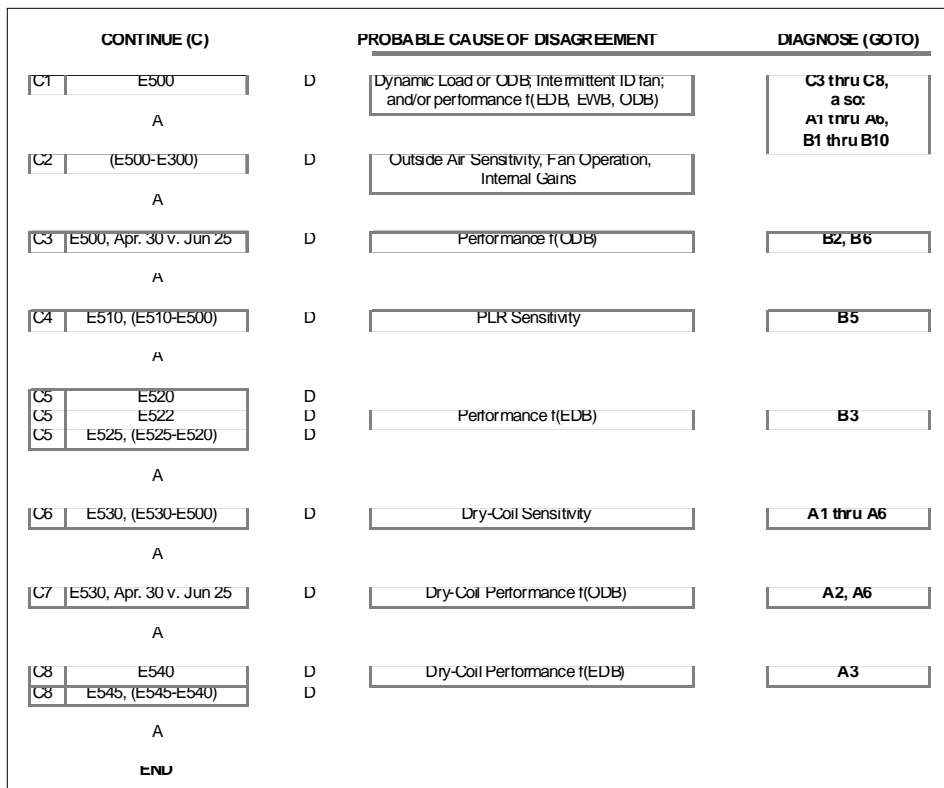 CONTINUE (C) PROBABLE CAUSE OF DISAGREEMENT DIAGNOSE (GOTO)
C1 E500 D Dynamic Load or ODB; Intermittent ID fan; C3 thru C8,
and/or performance f(EDB, EWB, ODB) a so:
A A1 thru A6,
B1 thru B10
C2 (E500-E300) D Outside Air Sensitivity, Fan Operation,
Internal Gains
A
C3 E500, Apr. 30 v. Jun 25 D Performance f(ODB) B2, B6
A
C4 E510, (E510-E500) D PLR Sensitivity B5
A
C5 E520 D
C5 E522 D Performance f(EDB) B3
C5 E525, (E525-E520) D
A
C6 E530, (E530-E500) D Dry-Coil Sensitivity A1 thru A6
A
C7 E530, Apr. 30 v. Jun 25 D Dry-Coil Performance f(ODB) A2, A6
A
C8 E540 D Dry-Coil Performance f(EDB) A3
C8 E545, (E545-E540) D
A
END